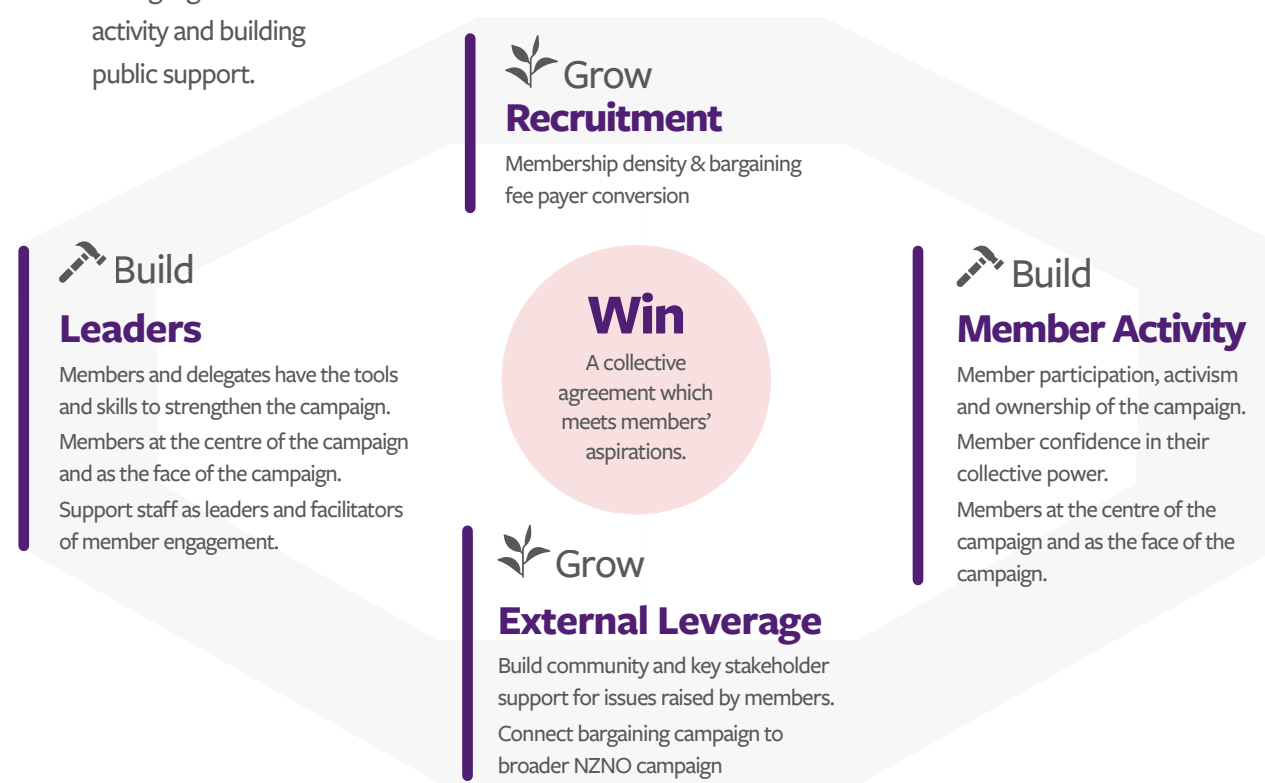 activity and building
public support.
Grow
Recruitment
Membership density & bargaining
fee payer conversion
Build
Leaders
Members and delegates have the tools
and skills to strengthen the campaign.
Members at the centre of the campaign
and as the face of the campaign.
Support staff as leaders and facilitators
of member engagement.
Win
A collective
agreement which
meets members’
aspirations.
Build
Member Activity
Member participation, activism
and ownership of the campaign.
Member confidence in their
collective power.
Members at the centre of the
campaign and as the face of the
campaign.
Grow
External Leverage
Build community and key stakeholder
support for issues raised by members.
Connect bargaining campaign to
broader NZNO campaign